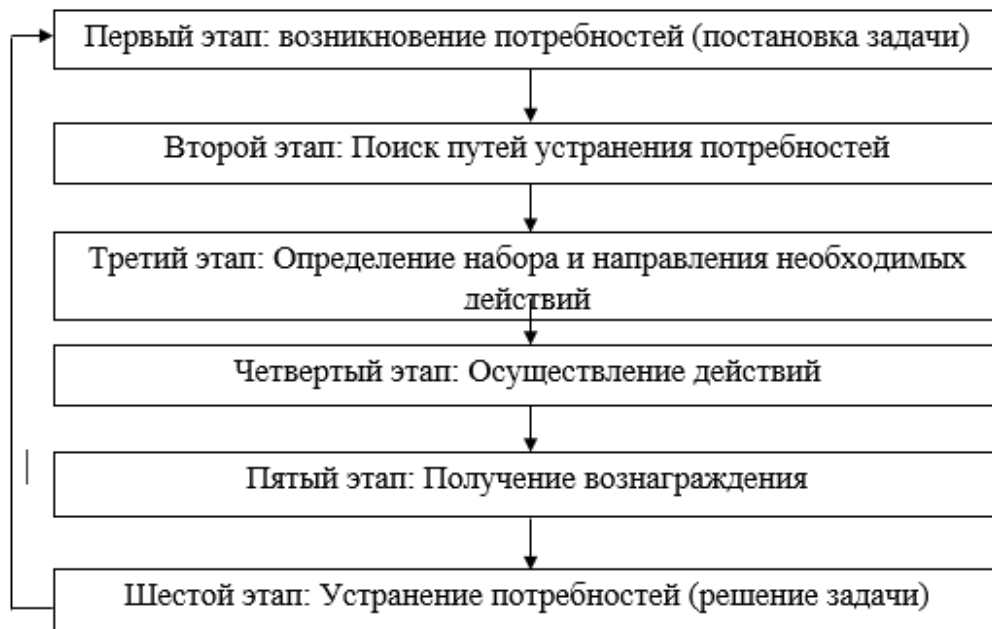 Первый этап: возникновение потребностей (постановка задачи)
Второй этап: Поиск путей устранения потребностей
Третий этап: Определение набора и направления необходимых
действий
Четвертый этап: Осуществление действий
Пятый этап: Получение вознаграждения
Шестой этап: Устранение потребностей (решение задачи)